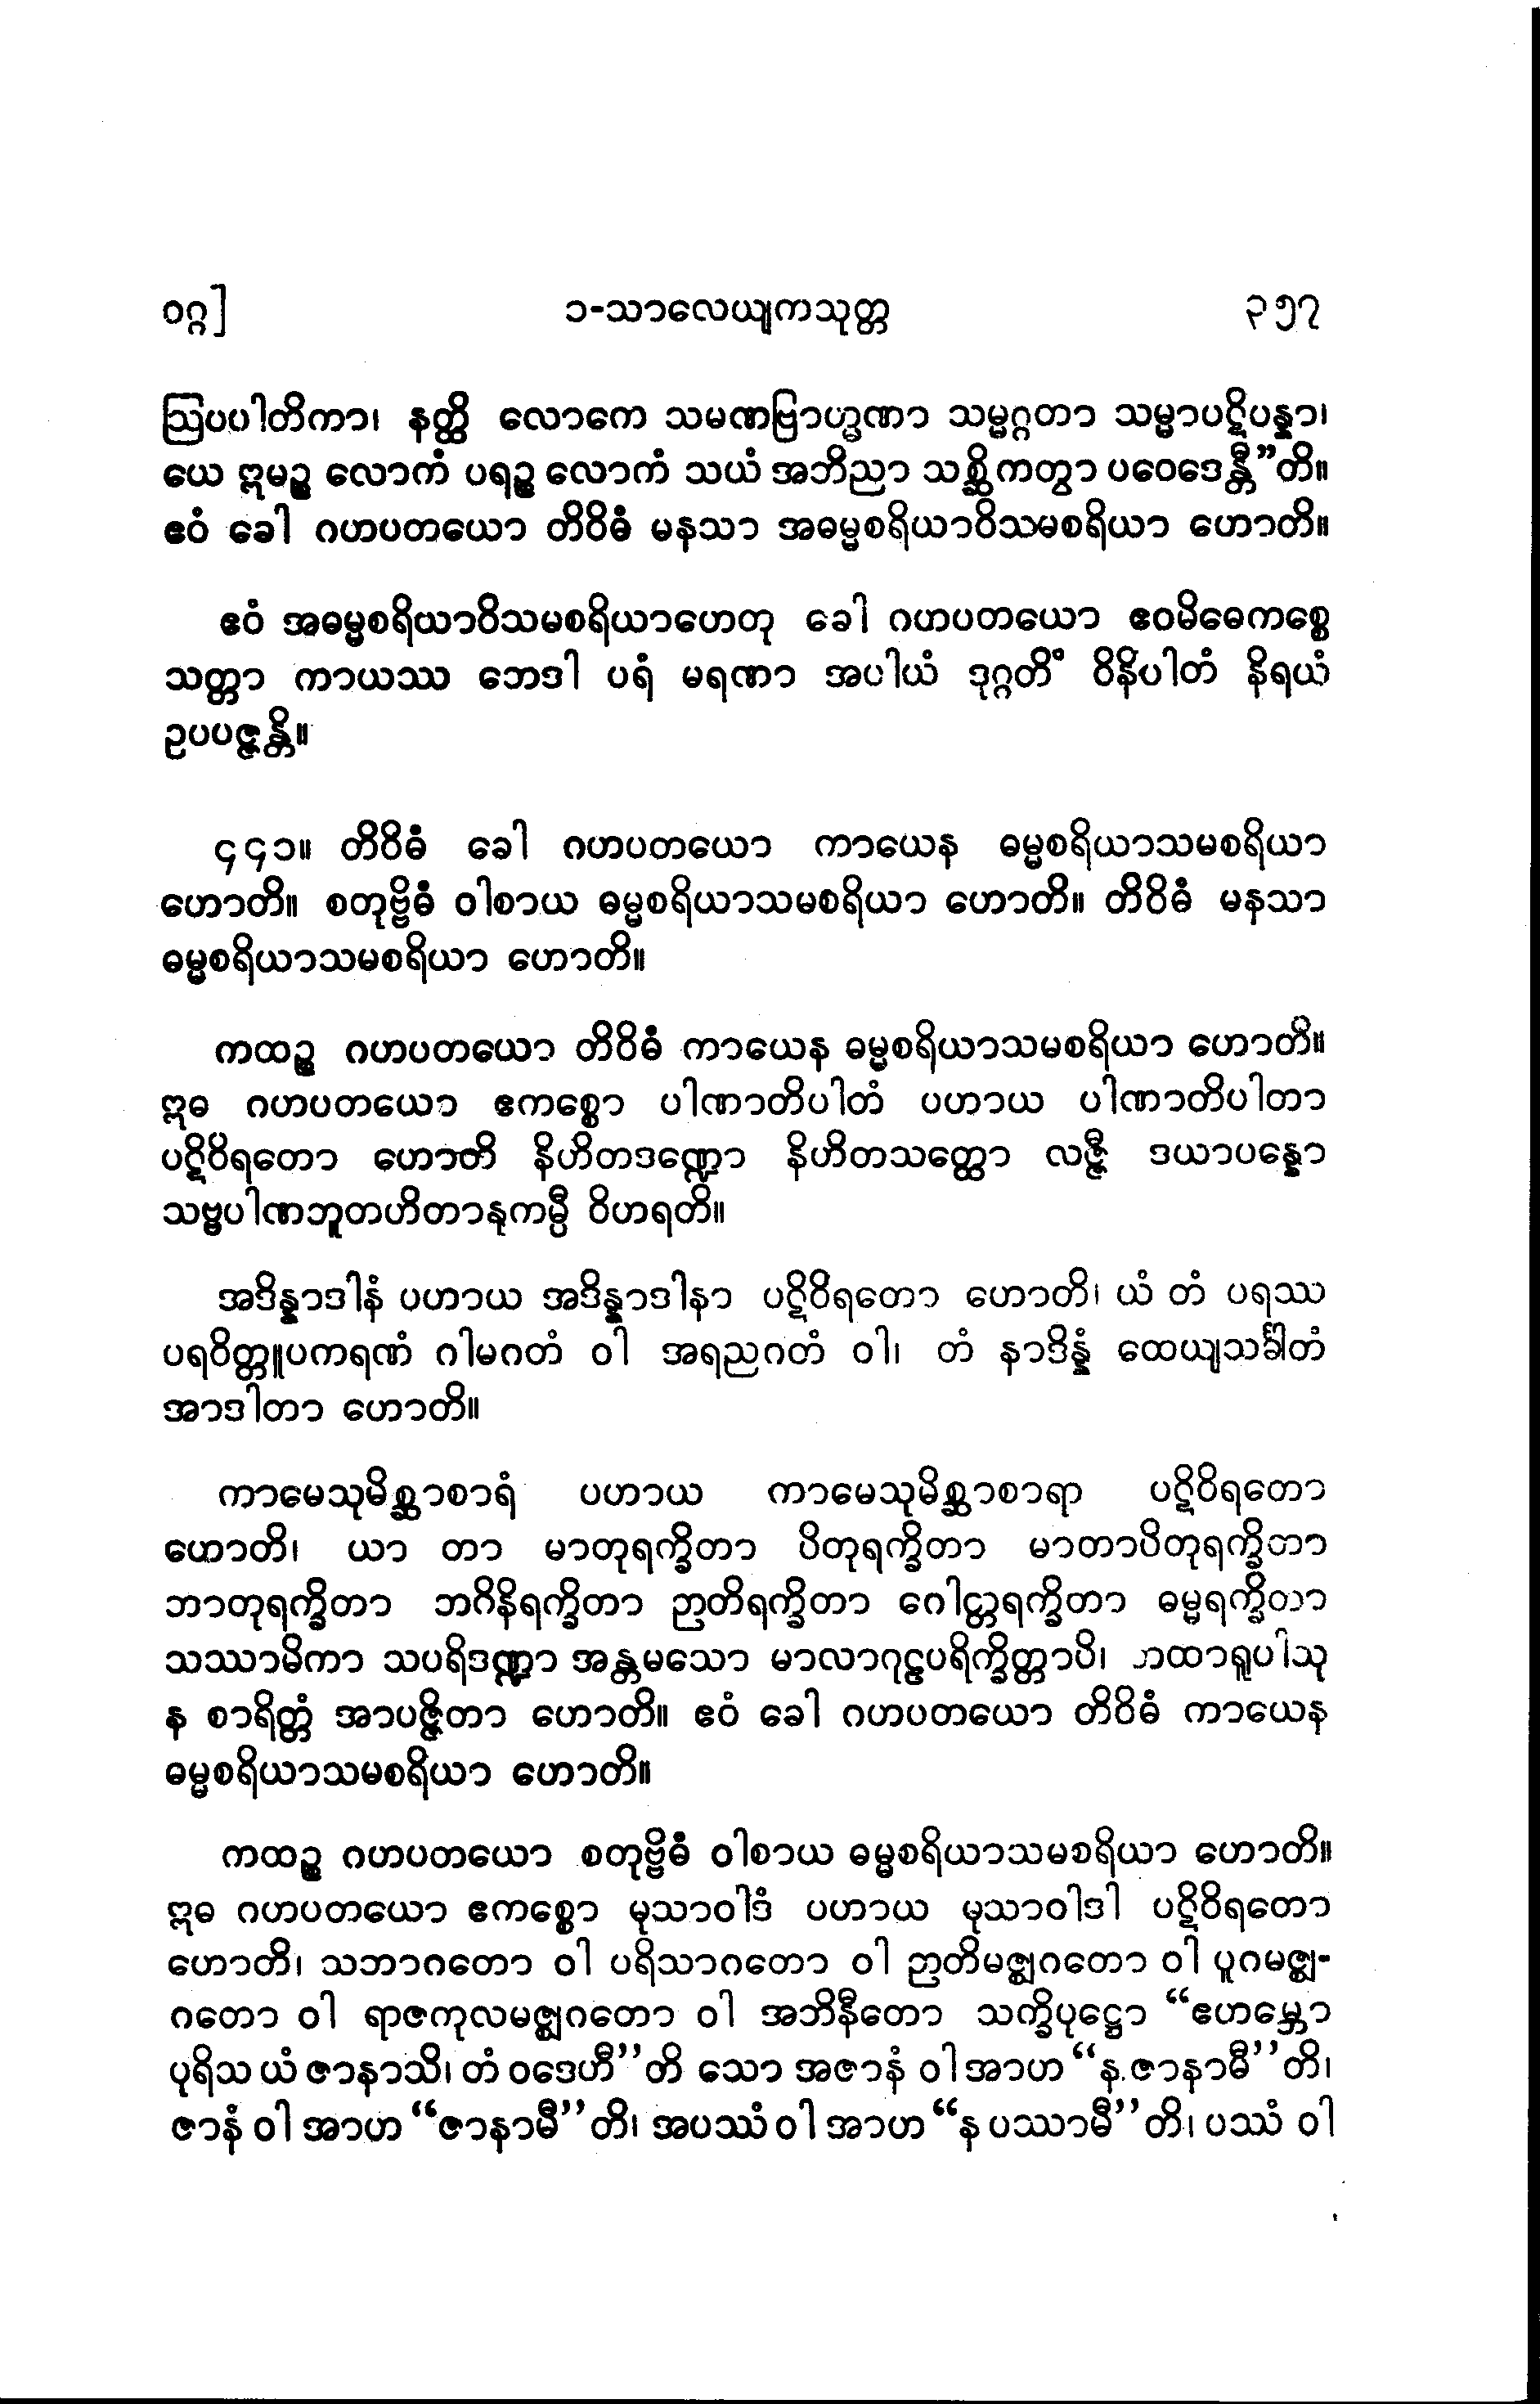 ဝဂ္ဂ]
၁-သာလေယျကသုတ္တ
၃၅၇
ဩပပါတိကာ၊ နတ္ထိ လောကေ သမဏဗြာဟ္မဏာ သမ္မဂ္ဂတာ သမ္မာပဋိပန္နာ၊
ယေ ဣမဉ္စ လောကံ ပရဉ္စ လောကံ သယံ အဘိညာ သစ္ဆိကတွာ ပဝေဒေန္တီ”တိ။
ဧဝံ ခေါ ဂဟပတယော တိဝိဓံ မနသာ အဓမ္မစရိယာဝိသမစရိယာ ဟောတိ။
ဧဝံ အဓမ္မစရိယာဝိသမစရိယာဟေတု ခေါ ဂဟပတယော ဧဝမိဓေကစ္စေ
သတ္တာ ကာယဿ ဘေဒါ ပရံ မရဏာ အပါယံ ဒုဂ္ဂတိံ ဝိနိပါတံ နိရယံ
ဥပပဇ္ဇန္တိ။
၄၄၁။ တိဝိဓံ ခေါ ဂဟပတယော ကာယေန ဓမ္မစရိယာသမစရိယာ
ဟောတိ။ စတုဗ္ဗိဓံ ဝါစာယ ဓမ္မစရိယာသမစရိယာ ဟောတိ။ တိဝိဓံ မနသာ
ဓမ္မစရိယာသမစရိယာ ဟောတိ။
ကထဉ္စ ဂဟပတယော တိဝိဓံ ကာယေန ဓမ္မစရိယာသမစရိယာ ဟောတိ။
ဣဓ ဂဟပတယော ဧကစ္စော ပါဏာတိပါတံ ပဟာယ ပါဏာတိပါတာ
ပဋိဝိရတော ဟောတိ နိဟိတဒဏ္ဍော နိဟိတသတ္ထော လဇ္ဇီ ဒယာပန္နော
သဗ္ဗပါဏဘူတဟိတာနုကမ္ပီ ဝိဟရတိ။
အဒိန္နာဒါနံ ပဟာယ အဒိန္နာဒါနာ ပဋိဝိရတော ဟောတိ၊ ယံ တံ ပရဿ
ပရဝိတ္တူပကရဏံ ဂါမဂတံ ဝါ အရညဂတံ ဝါ၊ တံ နာဒိန္နံ ထေယျသင်္ခါတံ
အာဒါတာ ဟောတိ။
ကာမေသုမိစ္ဆာစာရံ ပဟာယ ကာမေသုမိစ္ဆာစာရာ ပဋိဝိရတော
ဟောတိ၊ ယာ တာ မာတုရက္ခိတာ ပိတုရက္ခိတာ မာတာပိတုရက္ခိတာ
ဘာတုရက္ခိတာ ဘဂိနိရက္ခိတာ ဉာတိရက္ခိတာ ဂေါတ္တရက္ခိတာ ဓမ္မရက္ခိတာ
သဿာမိကာ သပရိဒဏ္ဍာ အန္တမသော မာလာဂုဠပရိက္ခိတ္တာပိ၊ တထာရူပါသု
န စာရိတ္တံ အာပဇ္ဇိတာ ဟောတိ။ ဧဝံ ခေါ ဂဟပတယော တိဝိဓံ ကာယေန
ဓမ္မစရိယာသမစရိယာ ဟောတိ။
ကထဉ္စ ဂဟပတယော စတုဗ္ဗိဓံ ဝါစာယ ဓမ္မစရိယာသမစရိယာ ဟောတိ။
ဣဓ ဂဟပတယော ဧကစ္စော မုသာဝါဒံ ပဟာယ မုသာဝါဒါ ပဋိဝိရတော
ဟောတိ၊ သဘာဂတော ဝါ ပရိသာဂတော ဝါ ဉာတိမဇ္ဈဂတော ဝါ ပူဂမဇ္ဈ-
ဂတော ဝါ ရာဇကုလမဇ္ဈဂတော ဝါ အဘိနီတော သက္ခိပုဋ္ဌော “ဧဟမ္ဘော
ပုရိသ ယံ ဇာနာသိ၊ တံ ဝဒေဟီ”တိ သော အဇာနံ ဝါ အာဟ “န ဇာနာမီ”တိ၊
ဇာနံ ဝါ အာဟ “ဇာနာမီ”တိ၊ အပဿံ ဝါ အာဟ “န ပဿာမီ”တိ၊ ပဿံ ဝါ